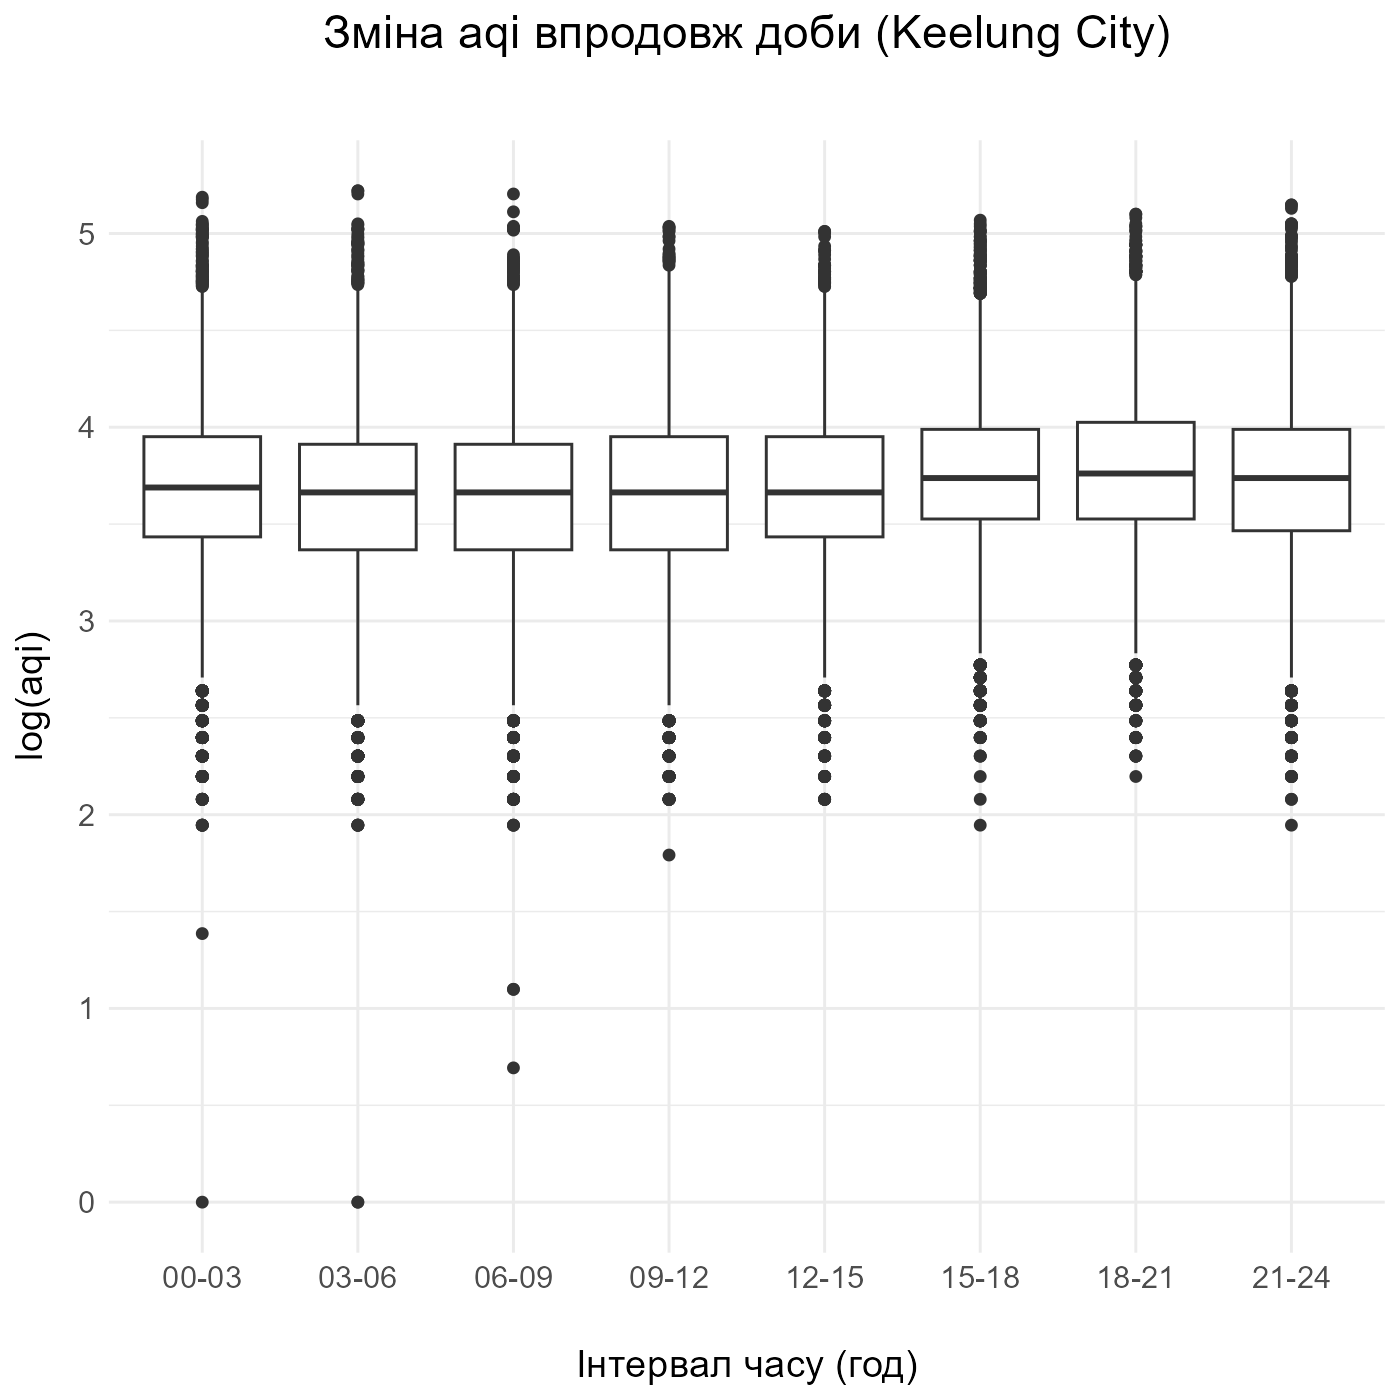 Зміна aqi впродовж доби (Keelung City)
5
4
3
2
1
0
log(aqi)
00-03 03-06 06-09 09-12 12-15 15-18 18-21 21-24
Інтервал часу (год)